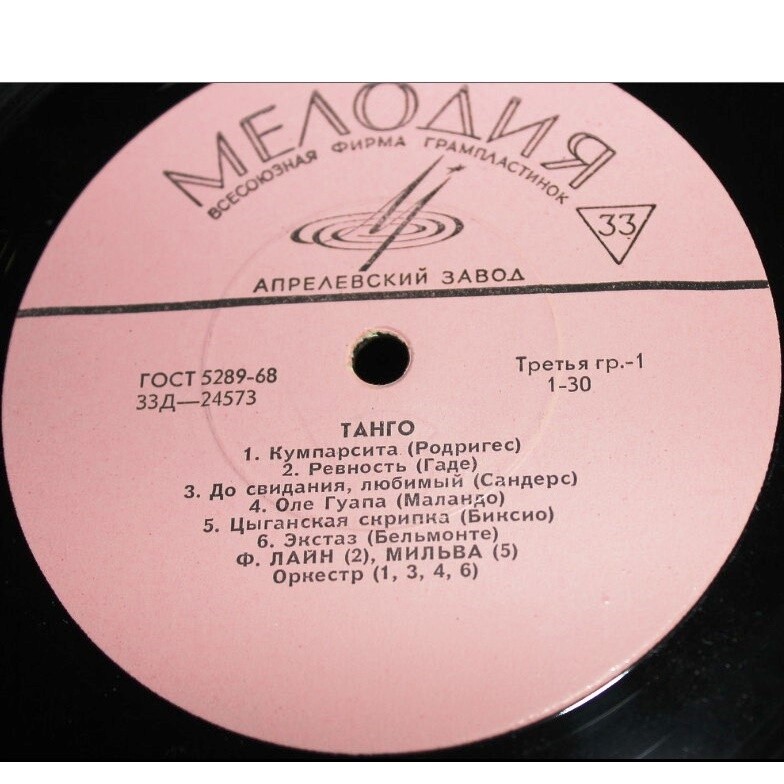 МЕЛОДИЯ
ВСЕСОЮЗНАЯ ФИРМА ГРАМПЛАСТИНОК
33
АПРЕЛЕВСКИЙ ЗАВОД
ГОСТ 5289-68
33Д—24573
Третья гр.-1
1-30
ТАНГО
1. Кумпарсита (Родригес)
2. Ревность (Гаде)
3. До свидания, любимый (Сандерс)
4. Оле Гуапа (Маландо)
5. Цыганская скрипка (Биксио)
6. Экстаз (Бельмонте)
Ф. ЛАЙН (2), МИЛЬВА (5)
Оркестр (1, 3, 4, 6)